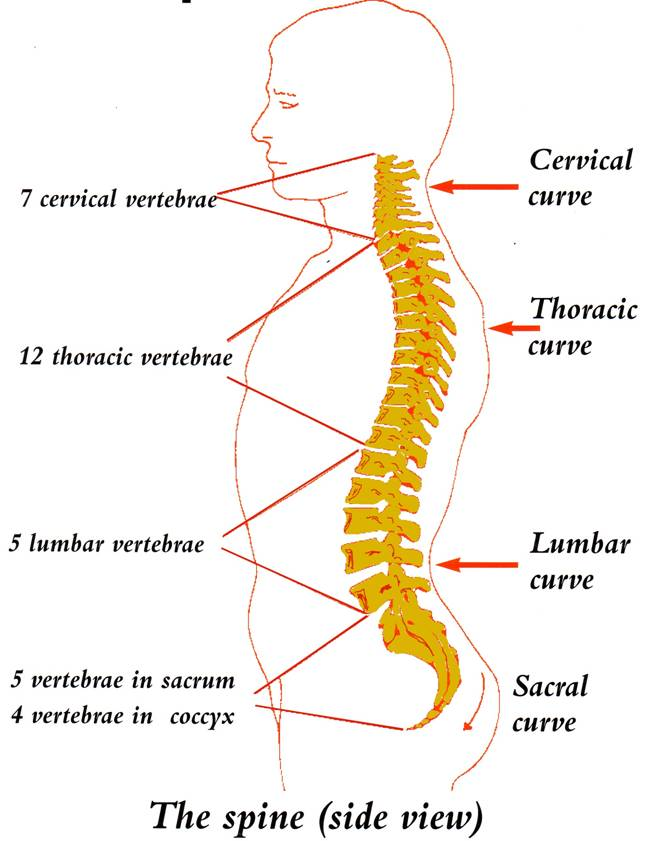 Cervical
curve
7 cervical vertebrae
Thoracic
curve
12 thoracic vertebrae
5 lumbar vertebrae
Lumbar
curve
5 vertebrae in sacrum
4 vertebrae in coccyx
Sacral
curve
The spine (side view)